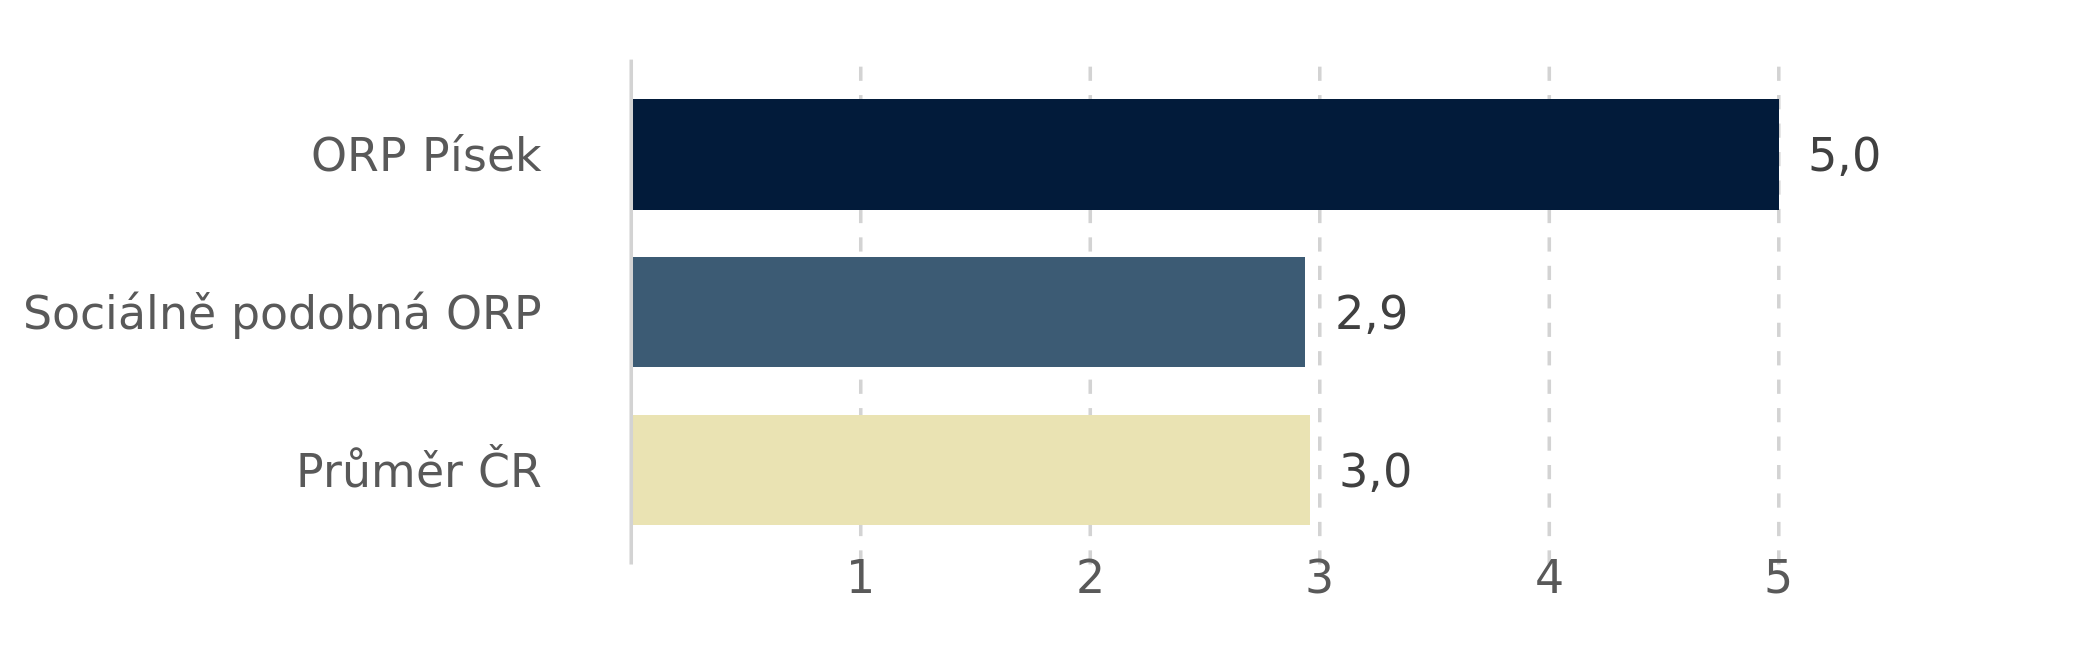 ORP Písek
5,0
Sociálně podobná ORP
2,9
Průměr ČR
3,0
1 2 3 4 5